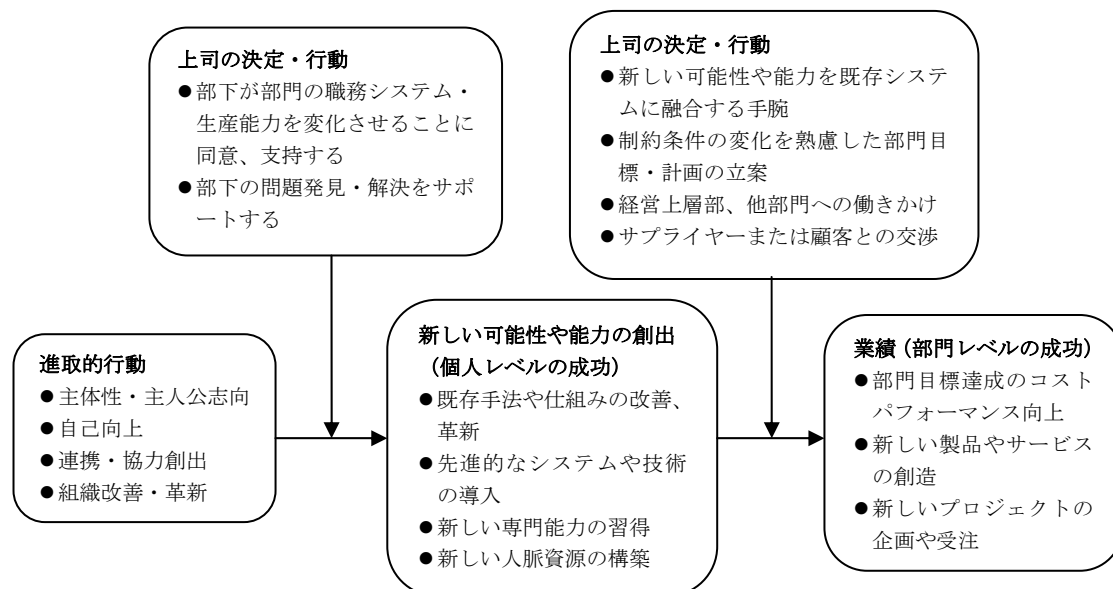 上司の決定・行動
●部下が部門の職務システム・
生産能力を変化させることに
同意、支持する
●部下の問題発見・解決をサポ
ートする
上司の決定・行動
●新しい可能性や能力を既存システ
ムに融合する手腕
●制約条件の変化を熟慮した部門目
標・計画の立案
●経営上層部、他部門への働きかけ
●サプライヤーまたは顧客との交渉
進取的行動
●主体性・主人公志向
●自己向上
●連携・協力創出
●組織改善・革新
新しい可能性や能力の創出
（個人レベルの成功）
●既存手法や仕組みの改善、
革新
●先進的なシステムや技術
の導入
●新しい専門能力の習得
●新しい人脈資源の構築
業績（部門レベルの成功）
●部門目標達成のコスト
パフォーマンス向上
●新しい製品やサービス
の創造
●新しいプロジェクトの
企画や受注